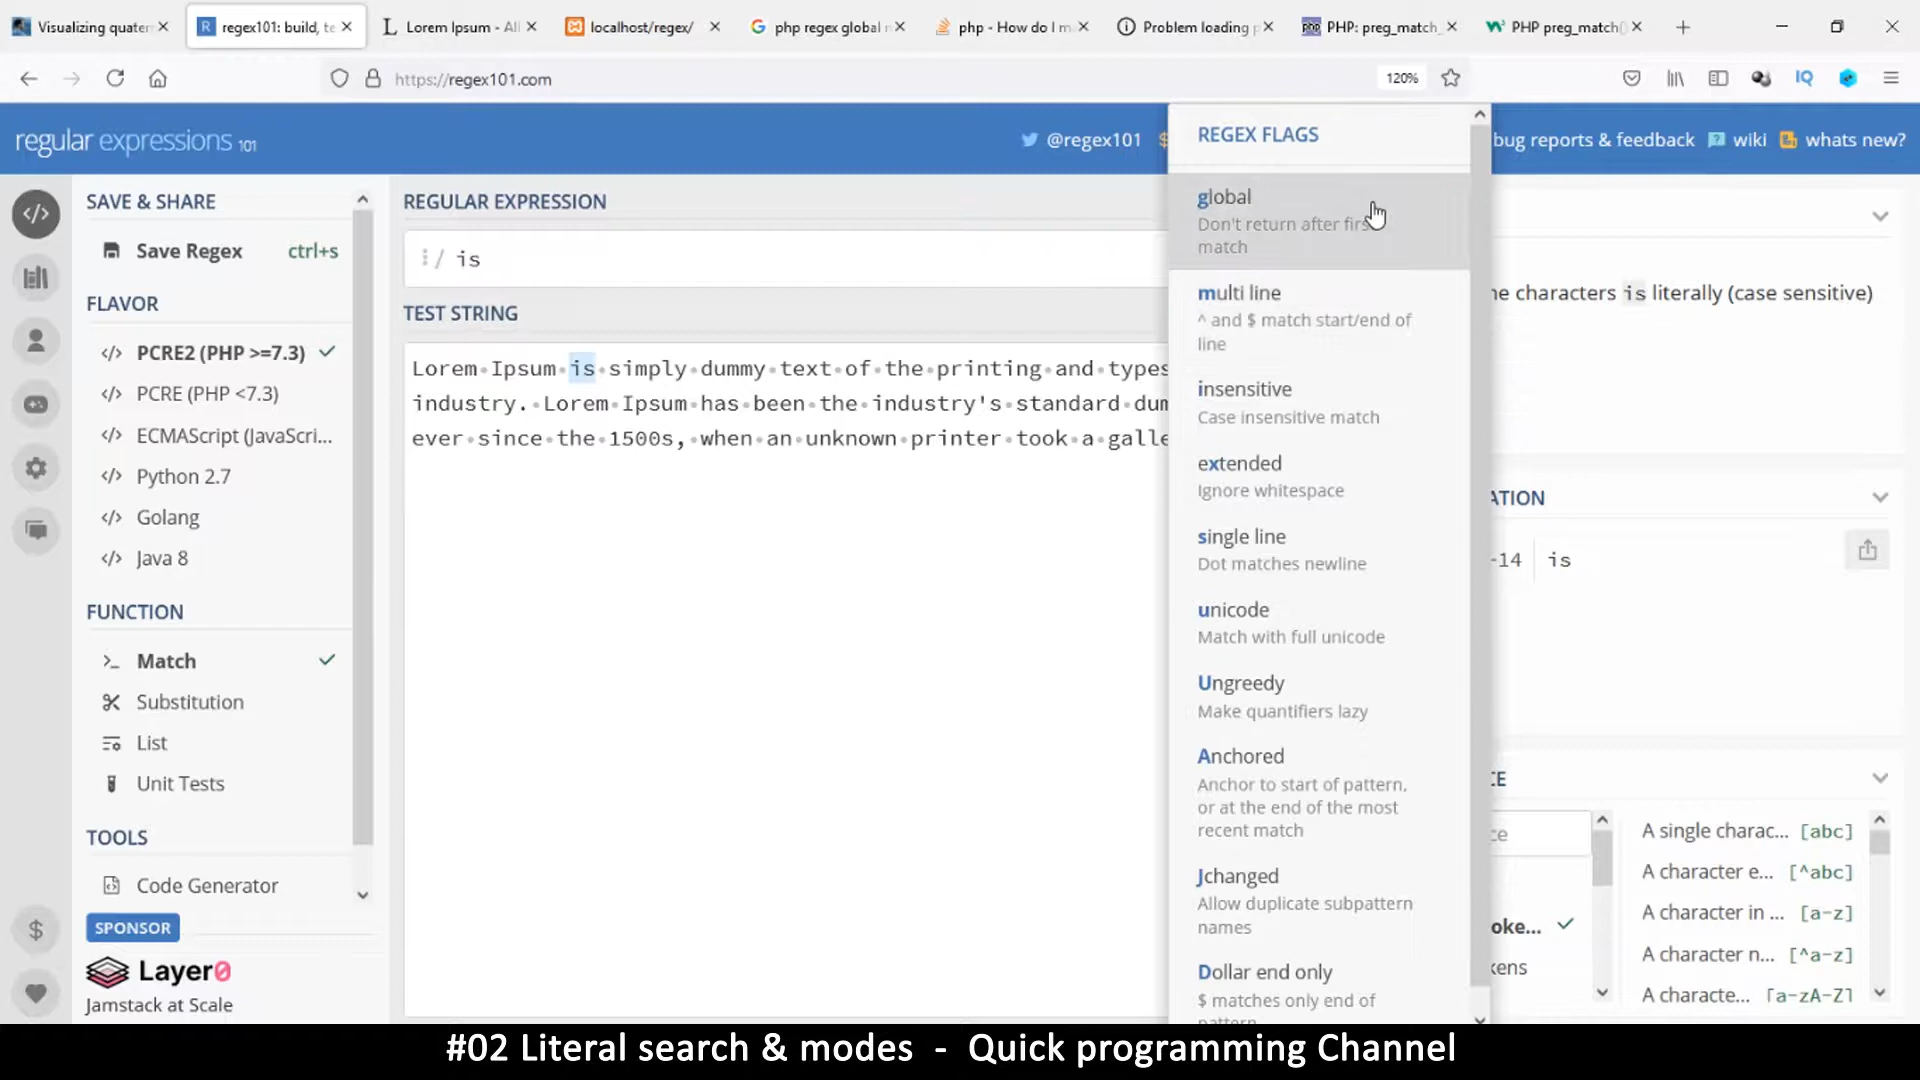 Visualizing quater
regex101: build, te
Lorem Ipsum - All
localhost/regex/
php regex global
php - How do I m
Problem loading p
PHP: preg_match_
PHP preg_match()
https://regex101.com
120%
IQ
regular expressions 101
@regex101
$
bug reports & feedback
wiki
whats new?
SAVE & SHARE
Save Regex ctrl+s
FLAVOR
</> PCRE2 (PHP >=7.3)
</> PCRE (PHP <7.3)
</> ECMAScript (JavaScri...
</> Python 2.7
</> Golang
</> Java 8
FUNCTION
Match
Substitution
List
Unit Tests
TOOLS
Code Generator
SPONSOR
Layer0
Jamstack at Scale
REGULAR EXPRESSION
/ is
TEST STRING
Lorem·Ipsum·is·simply·dummy·text·of·the·printing·and·types
industry.·Lorem·Ipsum·has·been·the·industry's·standard·dum
ever·since·the·1500s,·when·an·unknown·printer·took·a·galle
REGEX FLAGS
global
Don't return after first
match
multi line
^ and $ match start/end of
line
insensitive
Case insensitive match
extended
Ignore whitespace
single line
Dot matches newline
unicode
Match with full unicode
Ungreedy
Make quantifiers lazy
Anchored
Anchor to start of pattern,
or at the end of the most
recent match
Jchanged
Allow duplicate subpattern
names
Dollar end only
$ matches only end of
pattern
he characters is literally (case sensitive)
ATION
-14 is
CE
ce
oke...
kens
A single charac... [abc]
A character e... [^abc]
A character in ... [a-z]
A character n... [^a-z]
A characte... [a-zA-Z]
#02 Literal search & modes - Quick programming Channel